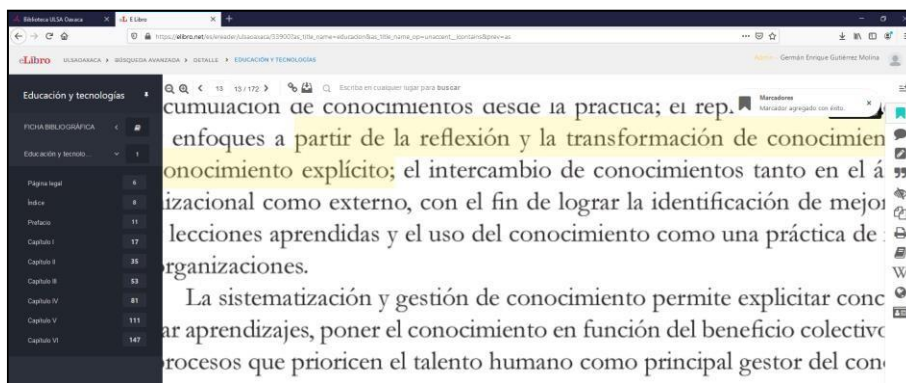 Biblioteca ULSA Oaxaca
E Libro
https://elibro.net/es/ereader/ulsaoaxaca/53900?as_title_name=educacion&as_title_name_op=unaccent__icontains&prev=as
eLibro ULSAOAXACA > BÚSQUEDA AVANZADA > DETALLE > EDUCACIÓN Y TECNOLOGÍAS
Admin Germán Enrique Gutiérrez Molina
Educación y tecnologías
13 13 / 172
Escriba en cualquier lugar para buscar
Marcadores
Marcador agregado con éxito.
FICHA BIBLIOGRÁFICA
Educación y tecnolo... 1
Página legal 6
Índice 8
Prefacio 11
Capítulo I 17
Capítulo II 35
Capítulo III 53
Capítulo IV 81
Capítulo V 111
Capítulo VI 147
cumulación de conocimientos desde la práctica; el rep
enfoques a partir de la reflexión y la transformación de conocimien
onocimiento explícito; el intercambio de conocimientos tanto en el á
izacional como externo, con el fin de lograr la identificación de mejor
lecciones aprendidas y el uso del conocimiento como una práctica de
rganizaciones.
La sistematización y gestión de conocimiento permite explicitar conc
ar aprendizajes, poner el conocimiento en función del beneficio colectivo
rocesos que prioricen el talento humano como principal gestor del con